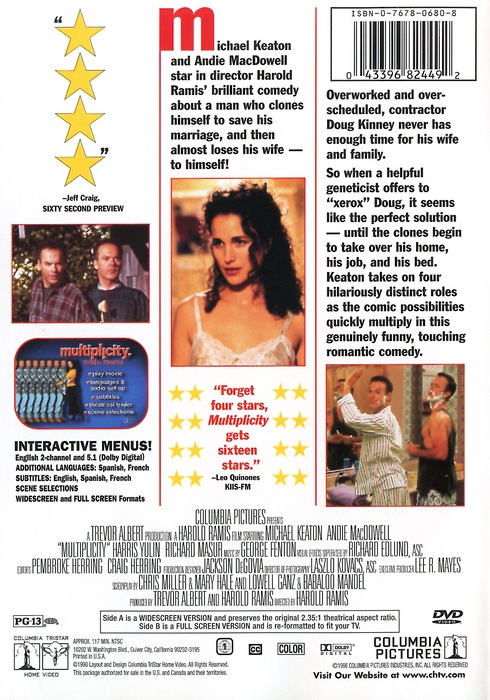 “ ”
–Jeff Craig,
SIXTY SECOND PREVIEW
multiplicity.
play movie
languages &
audio set up
subtitles
theatrical trailer
scene selections
INTERACTIVE MENUS!
English 2-channel and 5.1 (Dolby Digital)
ADDITIONAL LANGUAGES: Spanish, French
SUBTITLES: English, Spanish, French
SCENE SELECTIONS
WIDESCREEN and FULL SCREEN Formats
michael Keaton
and Andie MacDowell
star in director Harold
Ramis’ brilliant comedy
about a man who clones
himself to save his
marriage, and then
almost loses his wife —
to himself!
“Forget
four stars,
Multiplicity
gets
sixteen
stars.”
–Leo Quinones
KIIS-FM
ISBN-0-7678-0680-8
0 43396 82449 2
Overworked and over-
scheduled, contractor
Doug Kinney never has
enough time for his wife
and family.
So when a helpful
geneticist offers to
“xerox” Doug, it seems
like the perfect solution
— until the clones begin
to take over his home,
his job, and his bed.
Keaton takes on four
hilariously distinct roles
as the comic possibilities
quickly multiply in this
genuinely funny, touching
romantic comedy.
COLUMBIA PICTURES PRESENTS
A TREVOR ALBERT PRODUCTION A HAROLD RAMIS FILM STARRING MICHAEL KEATON ANDIE MacDOWELL
"MULTIPLICITY" HARRIS YULIN RICHARD MASUR MUSIC BY GEORGE FENTON VISUAL EFFECTS SUPERVISED BY RICHARD EDLUND, ASC
EDITORS PEMBROKE HERRING CRAIG HERRING PRODUCTION DESIGNER JACKSON DeGOVIA DIRECTOR OF PHOTOGRAPHY LASZLO KOVACS, ASC EXECUTIVE PRODUCER LEE R. MAYES
SCREENPLAY BY CHRIS MILLER & MARY HALE AND LOWELL GANZ & BABALOO MANDEL
PRODUCED BY TREVOR ALBERT AND HAROLD RAMIS DIRECTED BY HAROLD RAMIS
PG-13
Side A is a WIDESCREEN VERSION and preserves the original 2.35:1 theatrical aspect ratio.
Side B is a FULL SCREEN VERSION and is re-formatted to fit your TV.
DVD
VIDEO
COLUMBIA TRISTAR
HOME VIDEO
APPROX. 117 MIN. NTSC
10202 W. Washington Blvd., Culver City, California 90232-3195
Printed in U.S.A.
©1998 Layout and Design Columbia TriStar Home Video. All Rights Reserved.
This package authorized for sale in the U.S. and Canada and their territories.
1
CC
COLOR
DOLBY
DIGITAL
COLUMBIA
PICTURES
©1996 COLUMBIA PICTURES INDUSTRIES, INC. ALL RIGHTS RESERVED.
Visit Our Website at www.cthv.com